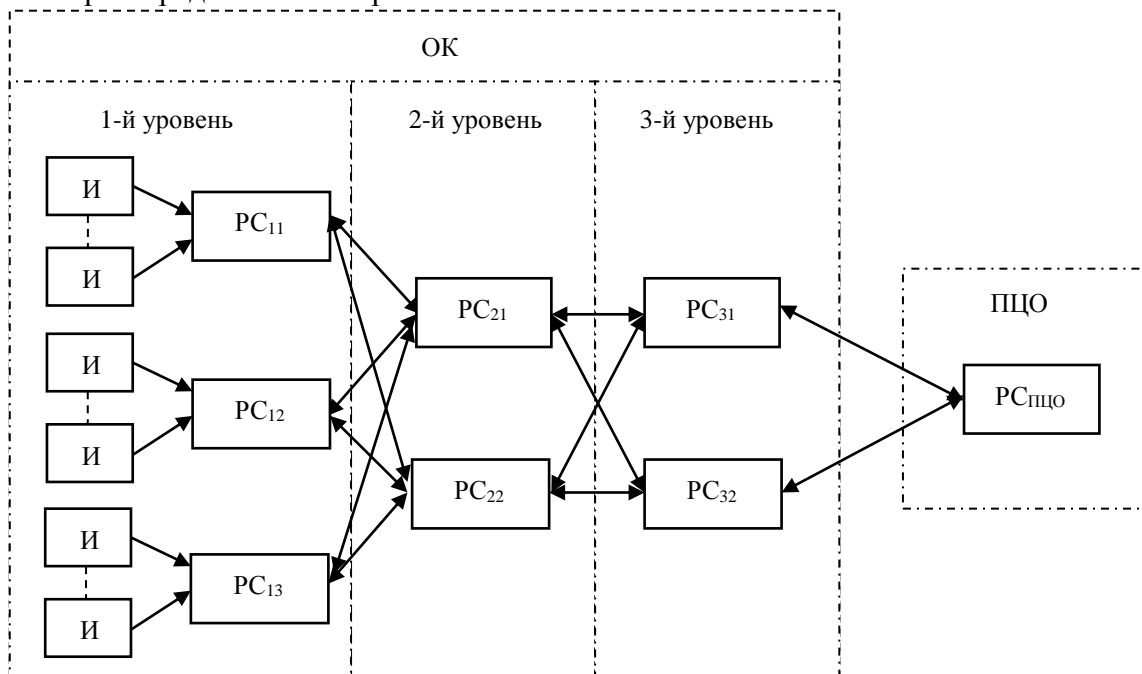 ОК
1-й уровень
2-й уровень
3-й уровень
И
И
РС11
И
И
РС12
И
И
РС13
РС21
РС22
РС31
РС32
ПЦО
РСПЦО